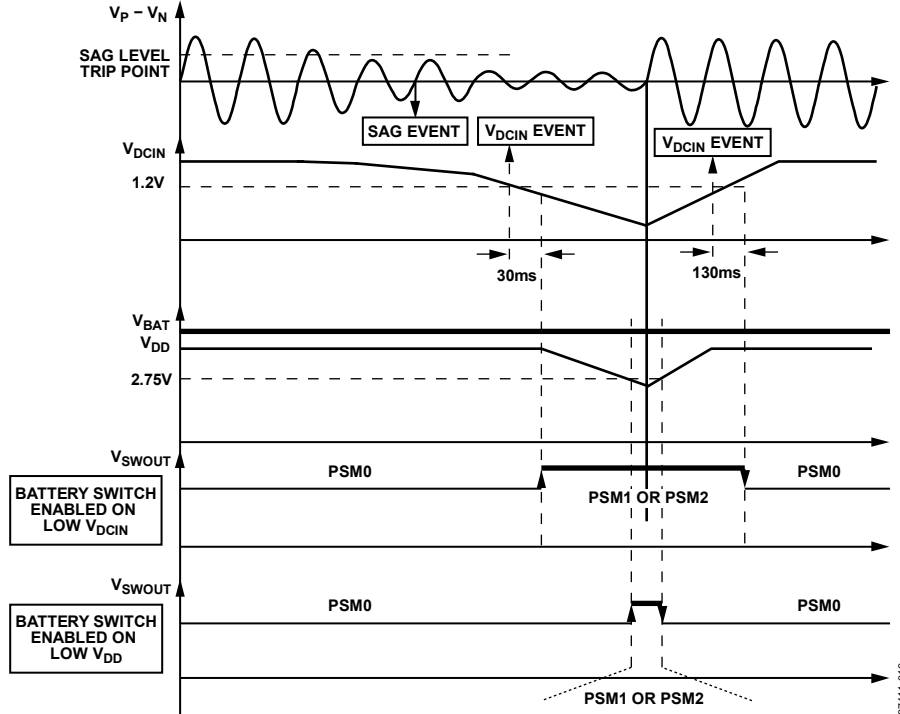 VP – VN
SAG LEVEL
TRIP POINT
SAG EVENT
VDCIN EVENT
VDCIN EVENT
VDCIN
1.2V
30ms
130ms
VBAT
VDD
2.75V
VSWOUT
PSM0
PSM0
BATTERY SWITCH
ENABLED ON
LOW VDCIN
PSM1 OR PSM2
VSWOUT
PSM0
PSM0
BATTERY SWITCH
ENABLED ON
LOW VDD
PSM1 OR PSM2